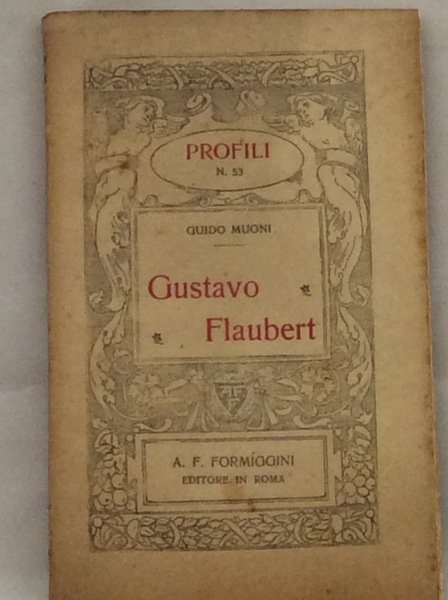 PROFILI
N. 53
GUIDO MUONI
Gustavo
Flaubert
A. F. FORMÍGGINI
EDITORE IN ROMA